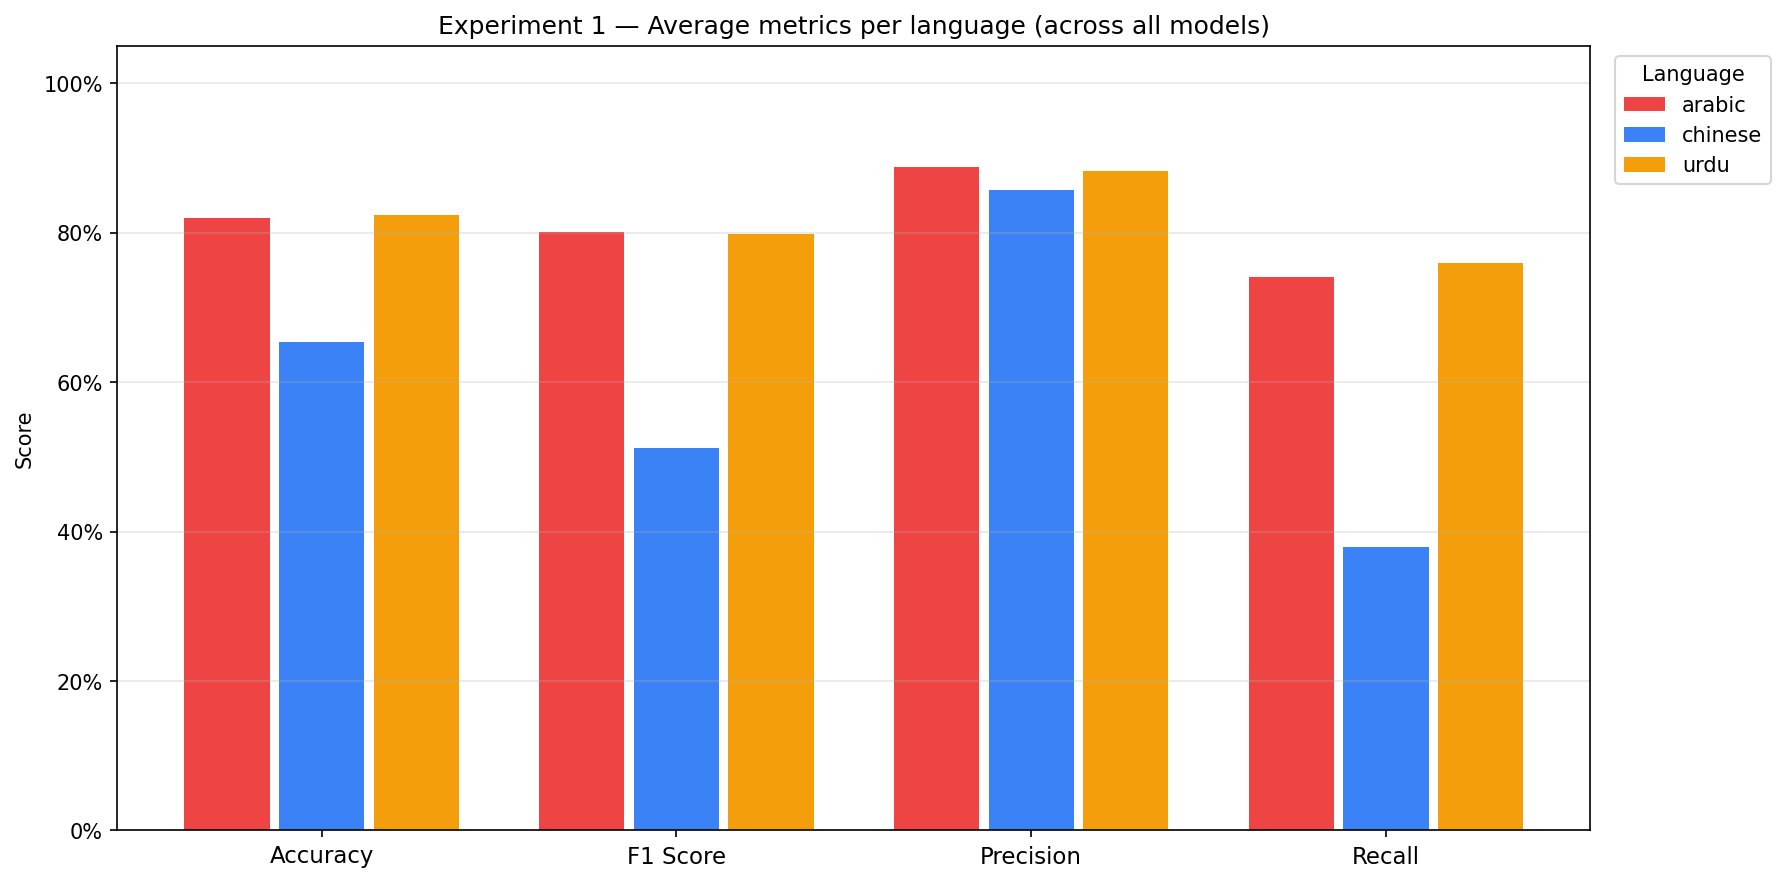 Experiment 1 — Average metrics per language (across all models)
Language
arabic
chinese
urdu
100%
80%
60%
40%
20%
0%
Score
Accuracy
F1 Score
Precision
Recall